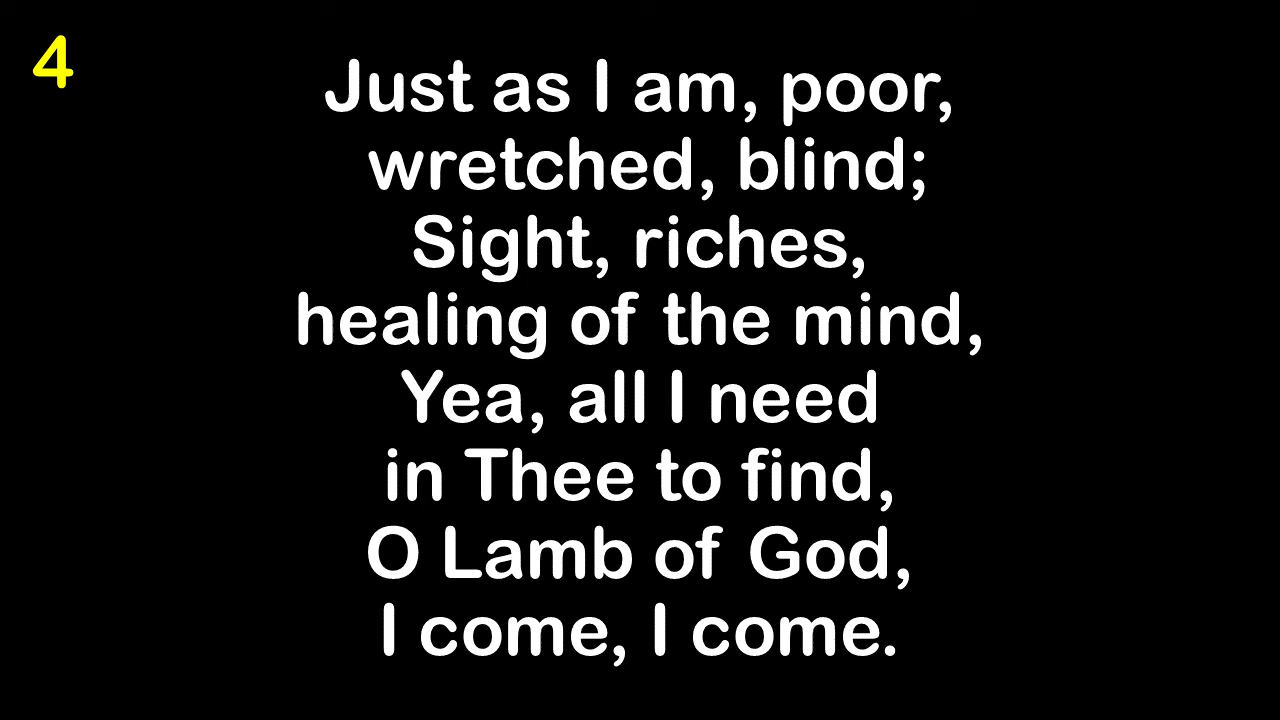 4
Just as I am, poor,
wretched, blind;
Sight, riches,
healing of the mind,
Yea, all I need
in Thee to find,
O Lamb of God,
I come, I come.